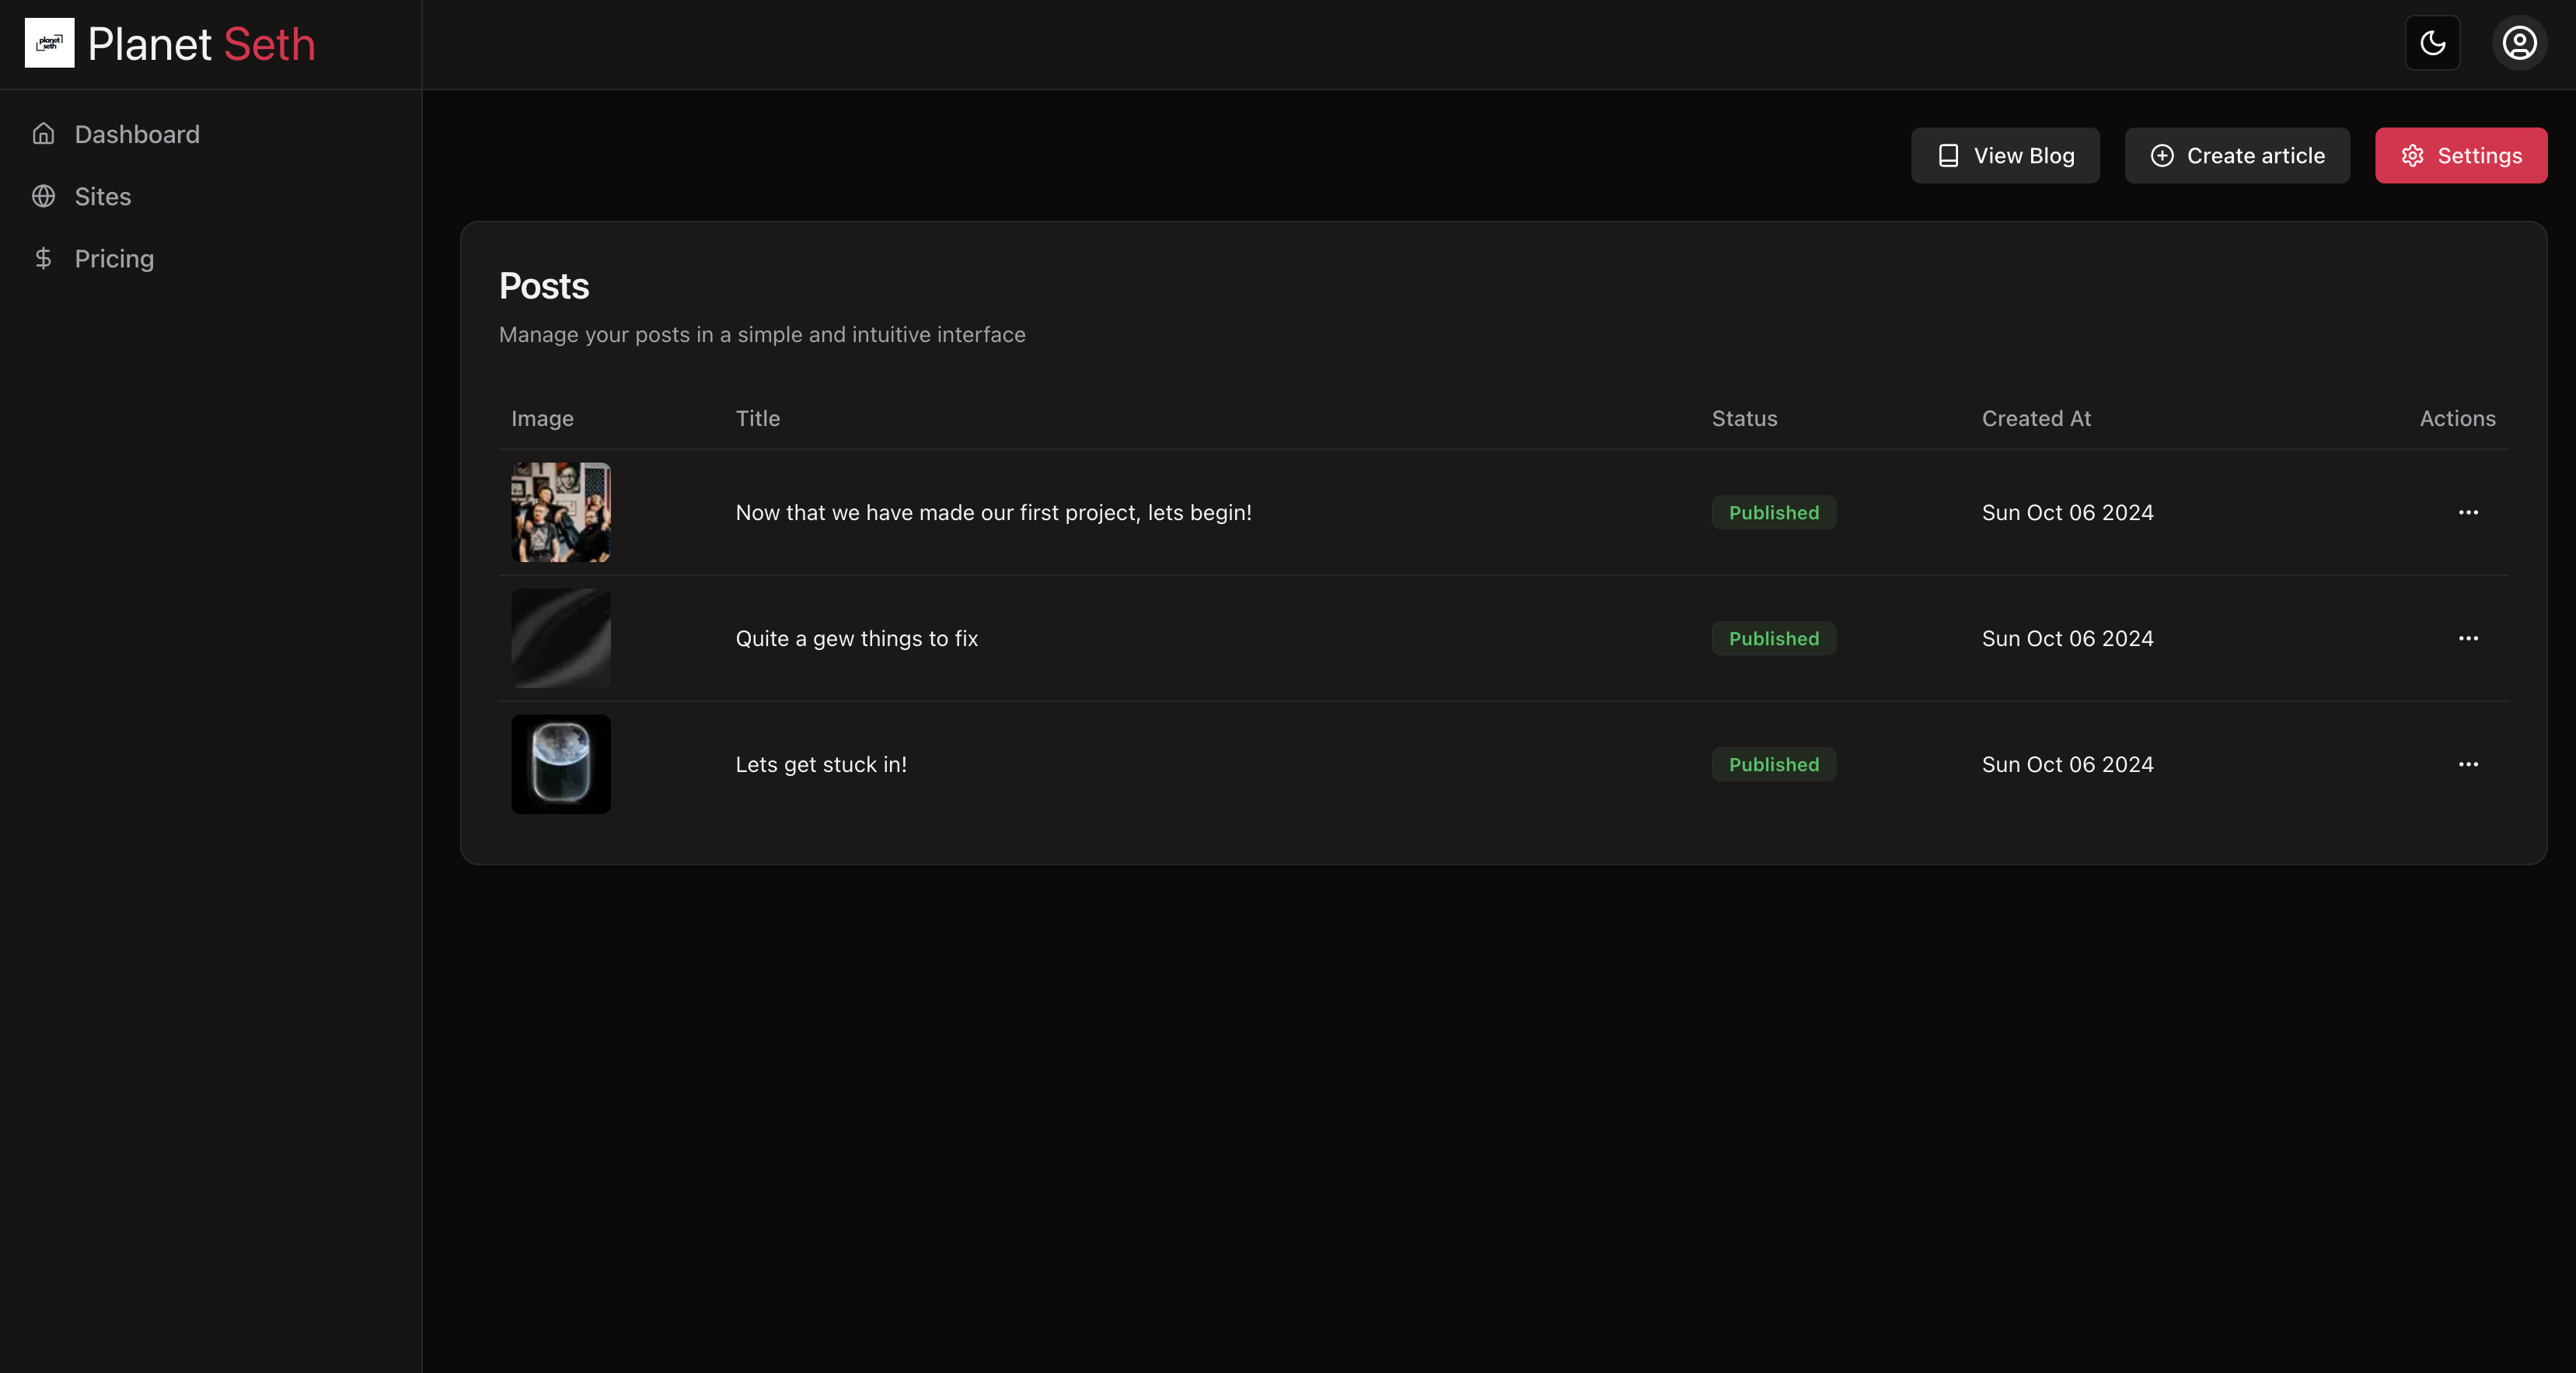 planet
seth
Planet Seth
Dashboard
Sites
Pricing
View Blog
Create article
Settings
Posts
Manage your posts in a simple and intuitive interface
Image Title Status Created At Actions
Now that we have made our first project, lets begin! Published Sun Oct 06 2024
Quite a gew things to fix Published Sun Oct 06 2024
Lets get stuck in! Published Sun Oct 06 2024